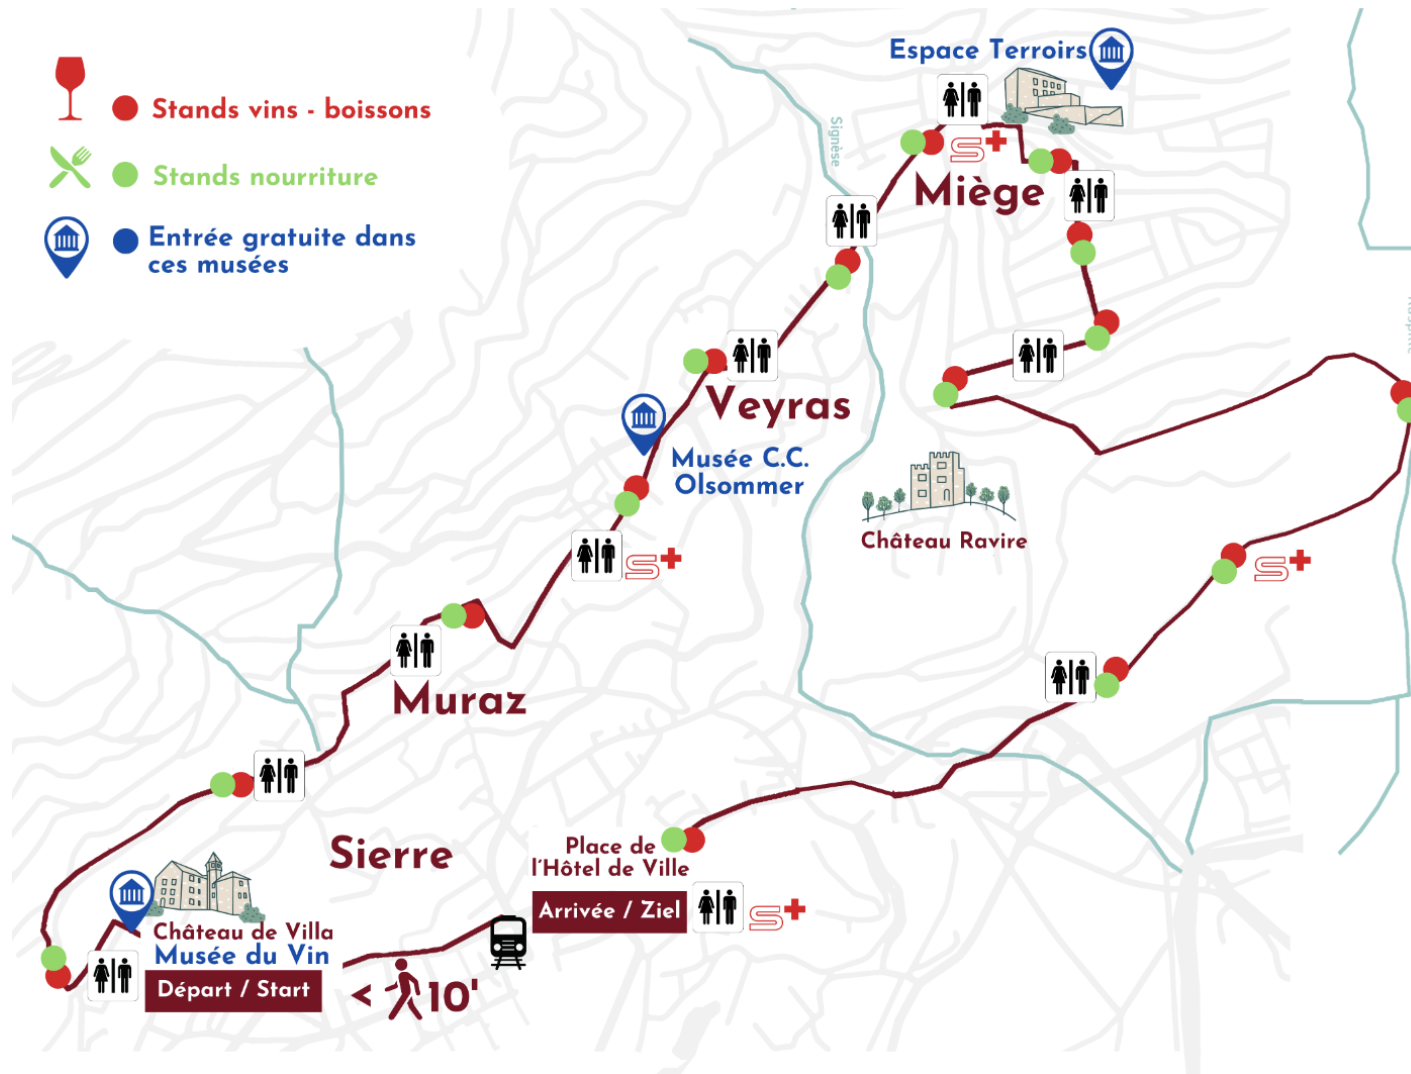 Espace Terroirs
Stands vins - boissons
Stands nourriture
Entrée gratuite dans
ces musées
Signèse
s+
Miège
Veyras
Musée C.C.
Olsommer
Château Ravire
s+
s+
Muraz
Sierre
Place de
l'Hôtel de Ville
Arrivée / Ziel
s+
Château de Villa
Musée du Vin
Départ / Start
< 10'